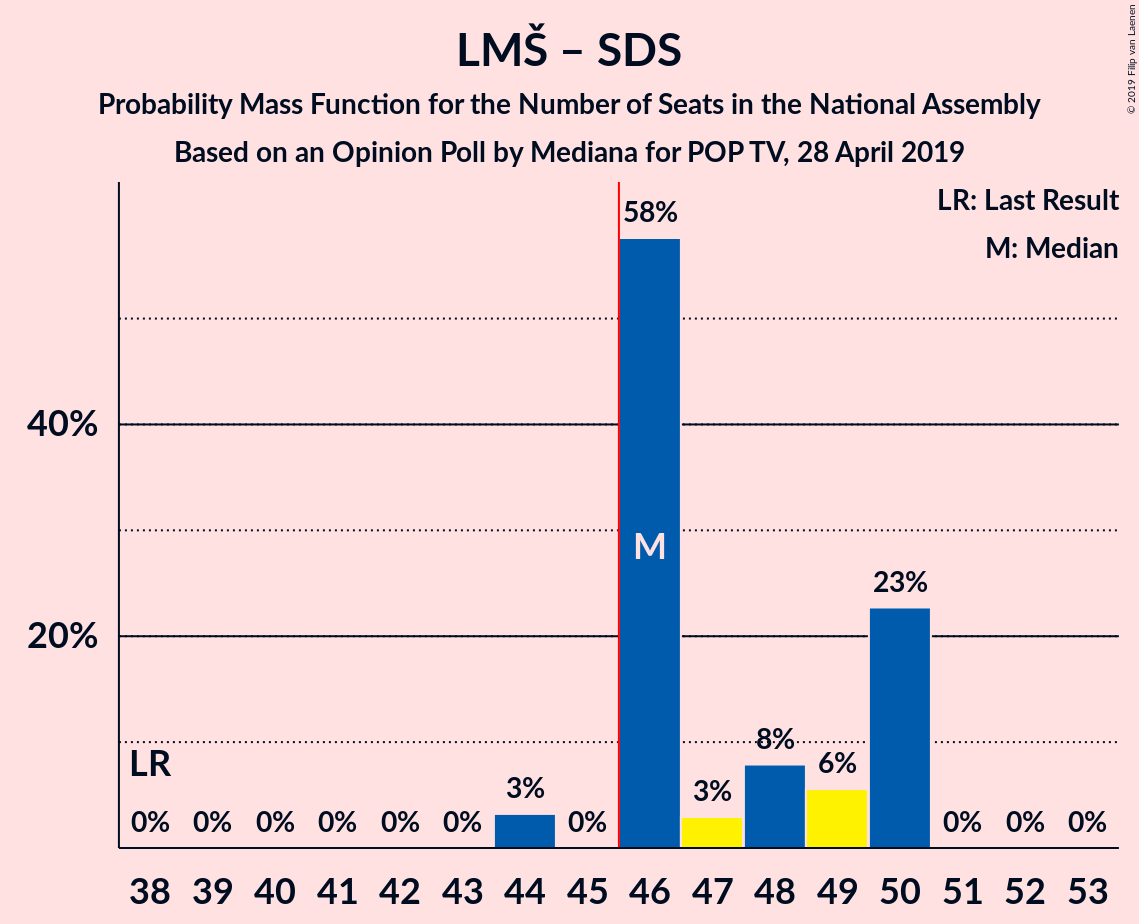 LMŠ – SDS
Probability Mass Function for the Number of Seats in the National Assembly
Based on an Opinion Poll by Mediana for POP TV, 28 April 2019
© 2019 Filip van Laenen
LR: Last Result
M: Median
58%
40%
M
23%
20%
8%
LR
6%
3%
3%
0% 0% 0% 0% 0% 0% 0% 0% 0% 0%
38 39 40 41 42 43 44 45 46 47 48 49 50 51 52 53